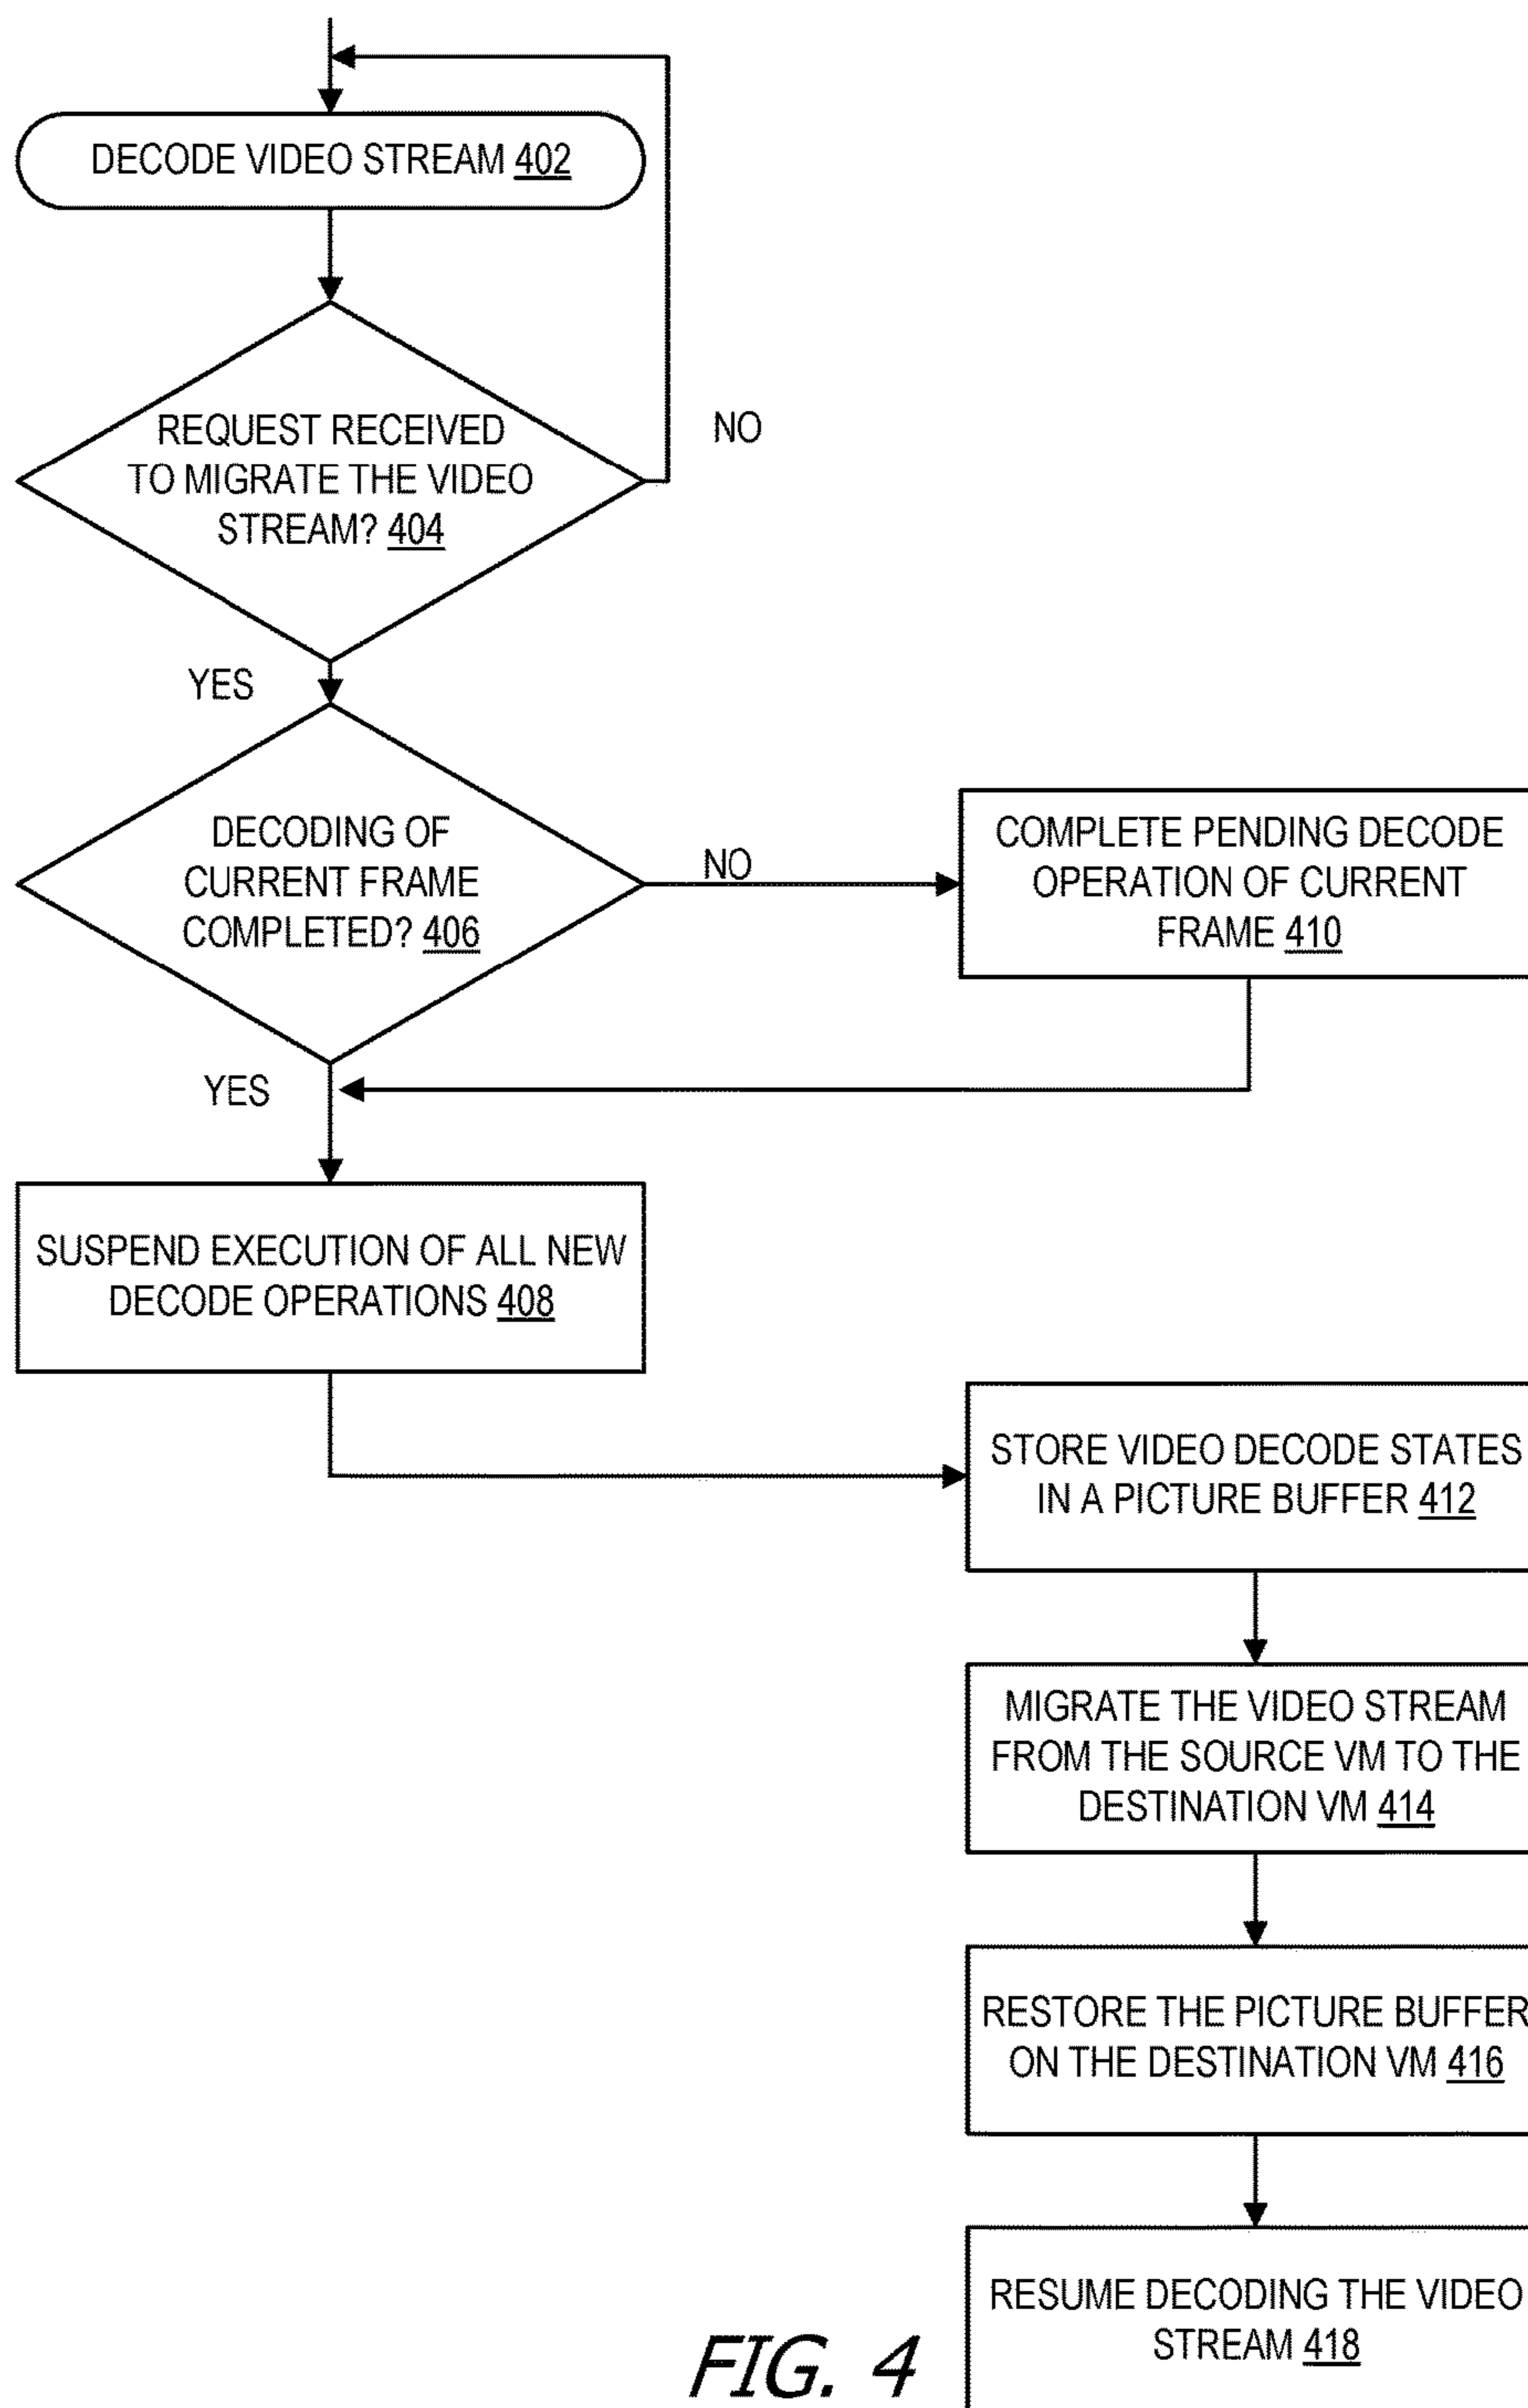 DECODE VIDEO STREAM 402
REQUEST RECEIVED
TO MIGRATE THE VIDEO
STREAM? 404
NO
YES
DECODING OF
CURRENT FRAME
COMPLETED? 406
NO
COMPLETE PENDING DECODE
OPERATION OF CURRENT
FRAME 410
YES
SUSPEND EXECUTION OF ALL NEW
DECODE OPERATIONS 408
STORE VIDEO DECODE STATES
IN A PICTURE BUFFER 412
MIGRATE THE VIDEO STREAM
FROM THE SOURCE VM TO THE
DESTINATION VM 414
RESTORE THE PICTURE BUFFER
ON THE DESTINATION VM 416
RESUME DECODING THE VIDEO
STREAM 418
FIG. 4